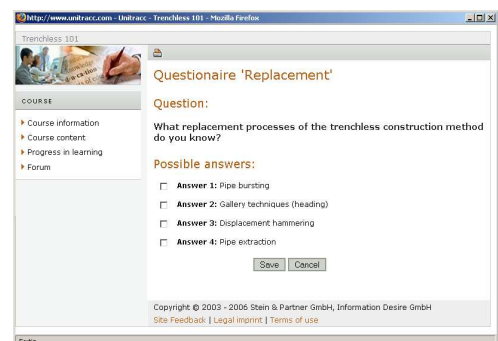 http://www.unitracc.com - Unitracc - Trenchless 101 - Mozilla Firefox
Trenchless 101
Knowledge
Education
COURSE
Course information
Course content
Progress in learning
Forum
Questionaire 'Replacement'
Question:
What replacement processes of the trenchless construction method
do you know?
Possible answers:
Answer 1: Pipe bursting
Answer 2: Gallery techniques (heading)
Answer 3: Displacement hammering
Answer 4: Pipe extraction
Save Cancel
Copyright © 2003 - 2006 Stein & Partner GmbH, Information Desire GmbH
Site Feedback | Legal imprint | Terms of use